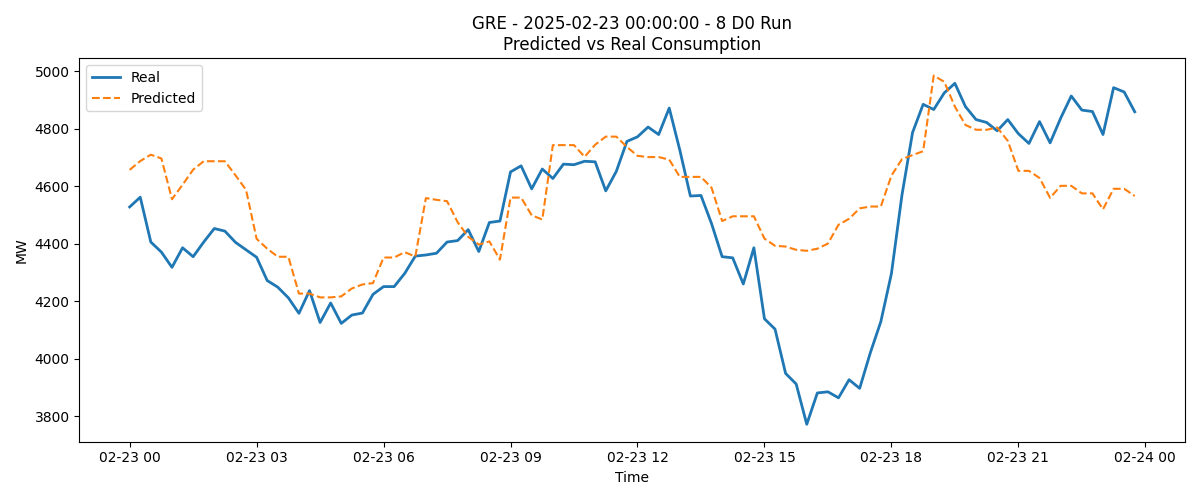 GRE - 2025-02-23 00:00:00 - 8 D0 Run
Predicted vs Real Consumption
Real
Predicted
MW
5000
4800
4600
4400
4200
4000
3800
02-23 00
02-23 03
02-23 06
02-23 09
02-23 12
02-23 15
02-23 18
02-23 21
02-24 00
Time